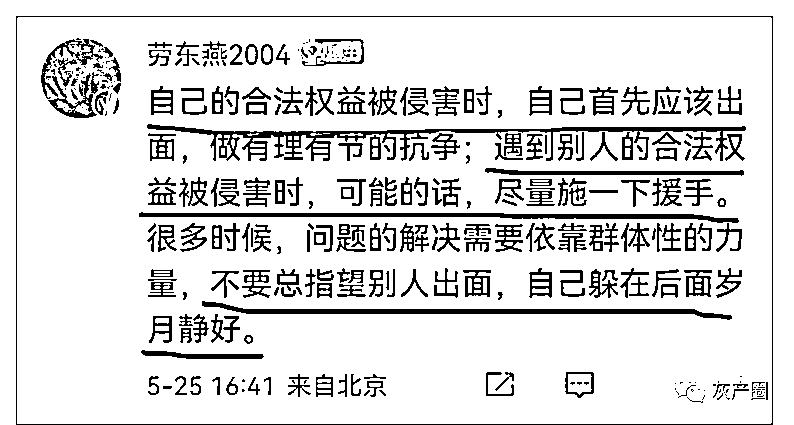 劳东燕2004
自己的合法权益被侵害时，自己首先应该出
面，做有理有节的抗争；遇到别人的合法权
益被侵害时，可能的话，尽量施一下援手。
很多时候，问题的解决需要依靠群体性的力
量，不要总指望别人出面，自己躲在后面岁
月静好。
5-25 16:41 来自北京
灰产圈